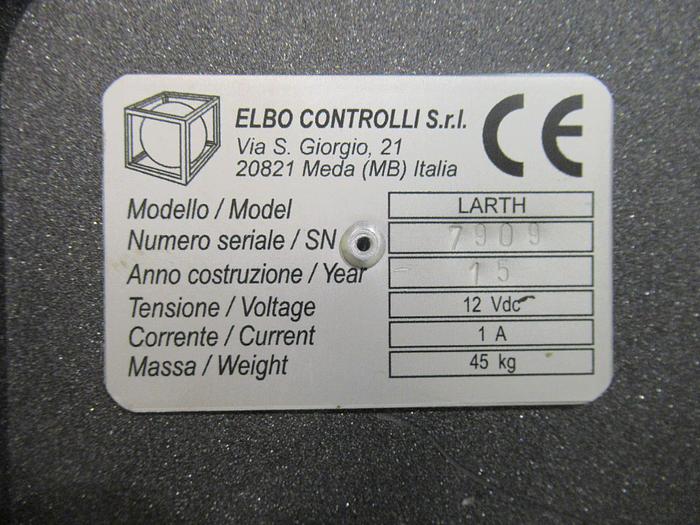 ELBO CONTROLLI S.r.l.
Via S. Giorgio, 21
20821 Meda (MB) Italia
CE
Modello / Model LARTH
Numero seriale / SN 7909
Anno costruzione / Year 15
Tensione / Voltage 12 Vdc
Corrente / Current 1 A
Massa / Weight 45 kg